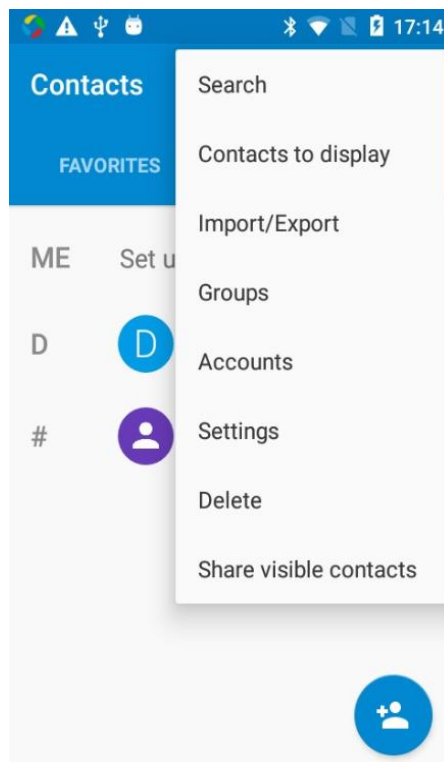 17:14
Contacts
Search
FAVORITES
Contacts to display
Import/Export
ME
Set u
Groups
D
D
Accounts
#
Settings
Delete
Share visible contacts